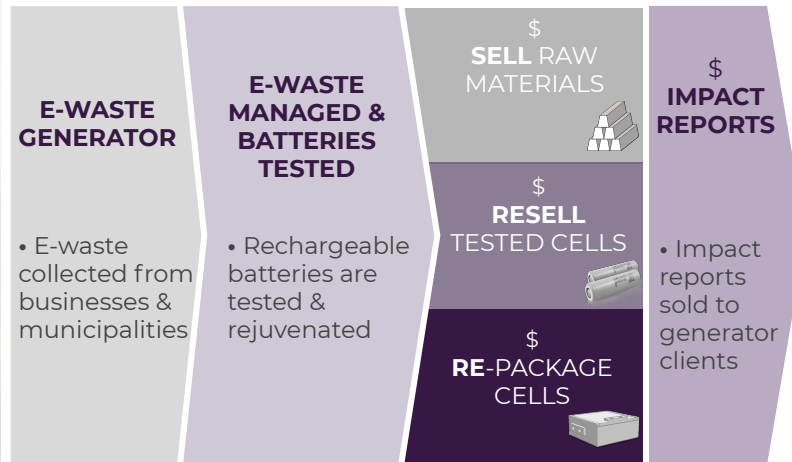 E-WASTE
GENERATOR
• E-waste
collected from
businesses &
municipalities
E-WASTE
MANAGED &
BATTERIES
TESTED
• Rechargeable
batteries are
tested &
rejuvenated
$
SELL RAW
MATERIALS
$
RESELL
TESTED CELLS
$
RE-PACKAGE
CELLS
$
IMPACT
REPORTS
• Impact
reports
sold to
generator
clients